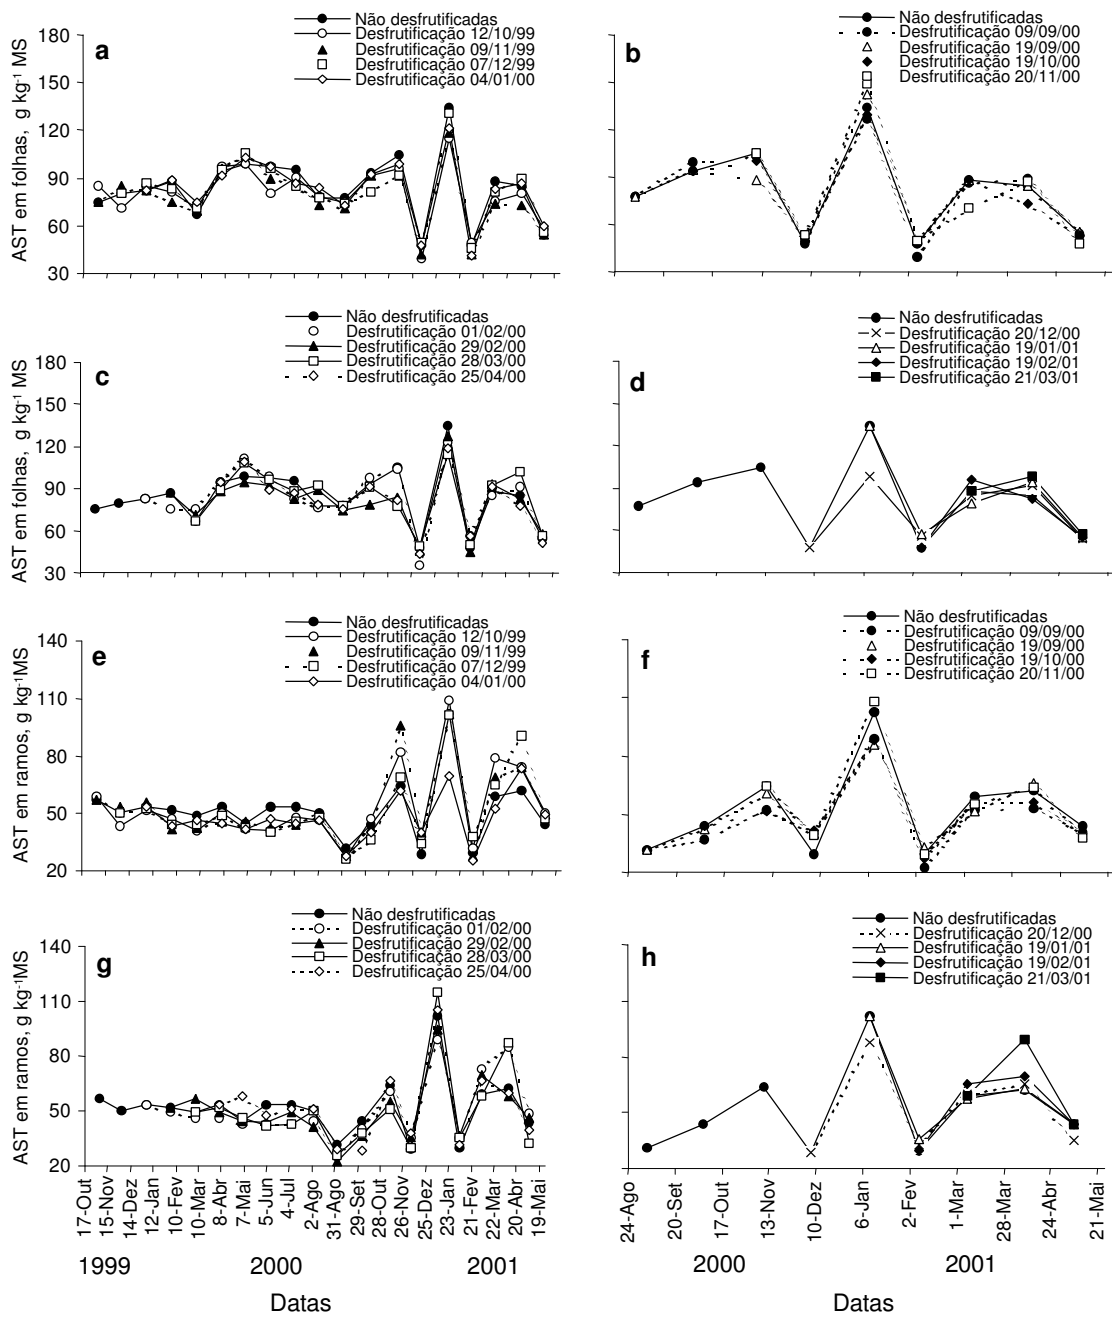 a
Não desfrutificadas
Desfrutificação 12/10/99
Desfrutificação 09/11/99
Desfrutificação 07/12/99
Desfrutificação 04/01/00
AST em folhas, g kg-1 MS
180
150
120
90
60
30
b
Não desfrutificadas
Desfrutificação 09/09/00
Desfrutificação 19/09/00
Desfrutificação 19/10/00
Desfrutificação 20/11/00
c
Não desfrutificadas
Desfrutificação 01/02/00
Desfrutificação 29/02/00
Desfrutificação 28/03/00
Desfrutificação 25/04/00
AST em folhas, g kg-1 MS
180
150
120
90
60
30
d
Não desfrutificadas
Desfrutificação 20/12/00
Desfrutificação 19/01/01
Desfrutificação 19/02/01
Desfrutificação 21/03/01
e
Não desfrutificadas
Desfrutificação 12/10/99
Desfrutificação 09/11/99
Desfrutificação 07/12/99
Desfrutificação 04/01/00
AST em ramos, g kg-1MS
140
110
80
50
20
f
Não desfrutificadas
Desfrutificação 09/09/00
Desfrutificação 19/09/00
Desfrutificação 19/10/00
Desfrutificação 20/11/00
g
Não desfrutificadas
Desfrutificação 01/02/00
Desfrutificação 29/02/00
Desfrutificação 28/03/00
Desfrutificação 25/04/00
AST em ramos, g kg-1MS
140
110
80
50
20
17-Out
15-Nov
14-Dez
12-Jan
10-Fev
10-Mar
8-Abr
7-Mai
5-Jun
4-Jul
2-Ago
31-Ago
29-Set
28-Out
26-Nov
25-Dez
23-Jan
21-Fev
22-Mar
20-Abr
19-Mai
1999
2000
2001
Datas
h
Não desfrutificadas
Desfrutificação 20/12/00
Desfrutificação 19/01/01
Desfrutificação 19/02/01
Desfrutificação 21/03/01
24-Ago
20-Set
17-Out
13-Nov
10-Dez
6-Jan
2-Fev
1-Mar
28-Mar
24-Abr
21-Mai
2000
2001
Datas